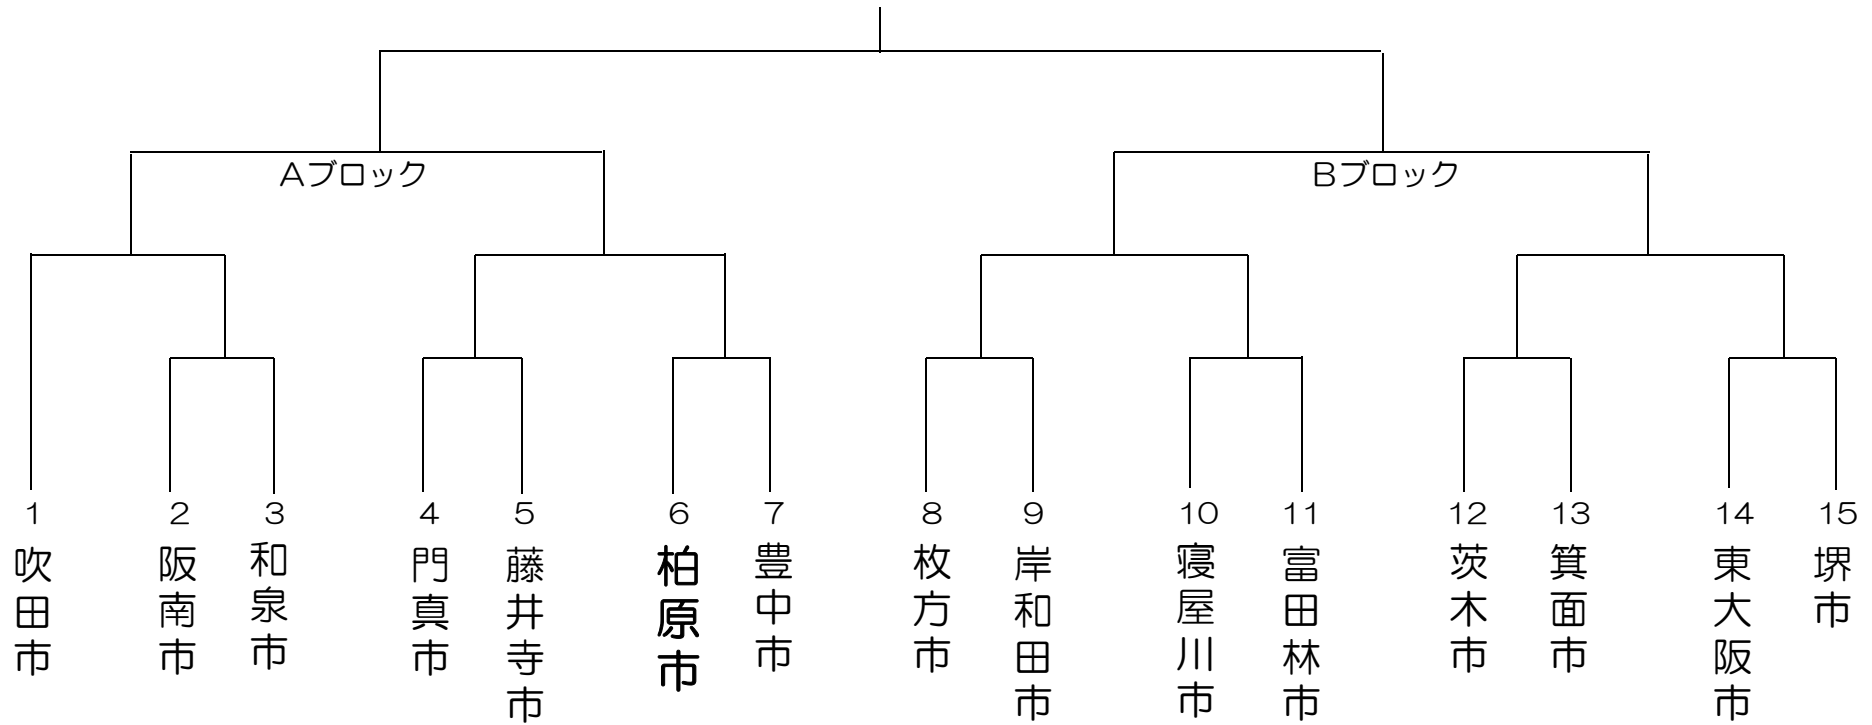 Aブロック
Bブロック
1
2
3
4
5
6
7
8
9
10
11
12
13
14
15
吹田市
阪南市
和泉市
門真市
藤井寺市
柏原市
豊中市
枚方市
岸和田市
寝屋川市
富田林市
茨木市
箕面市
東大阪市
堺市